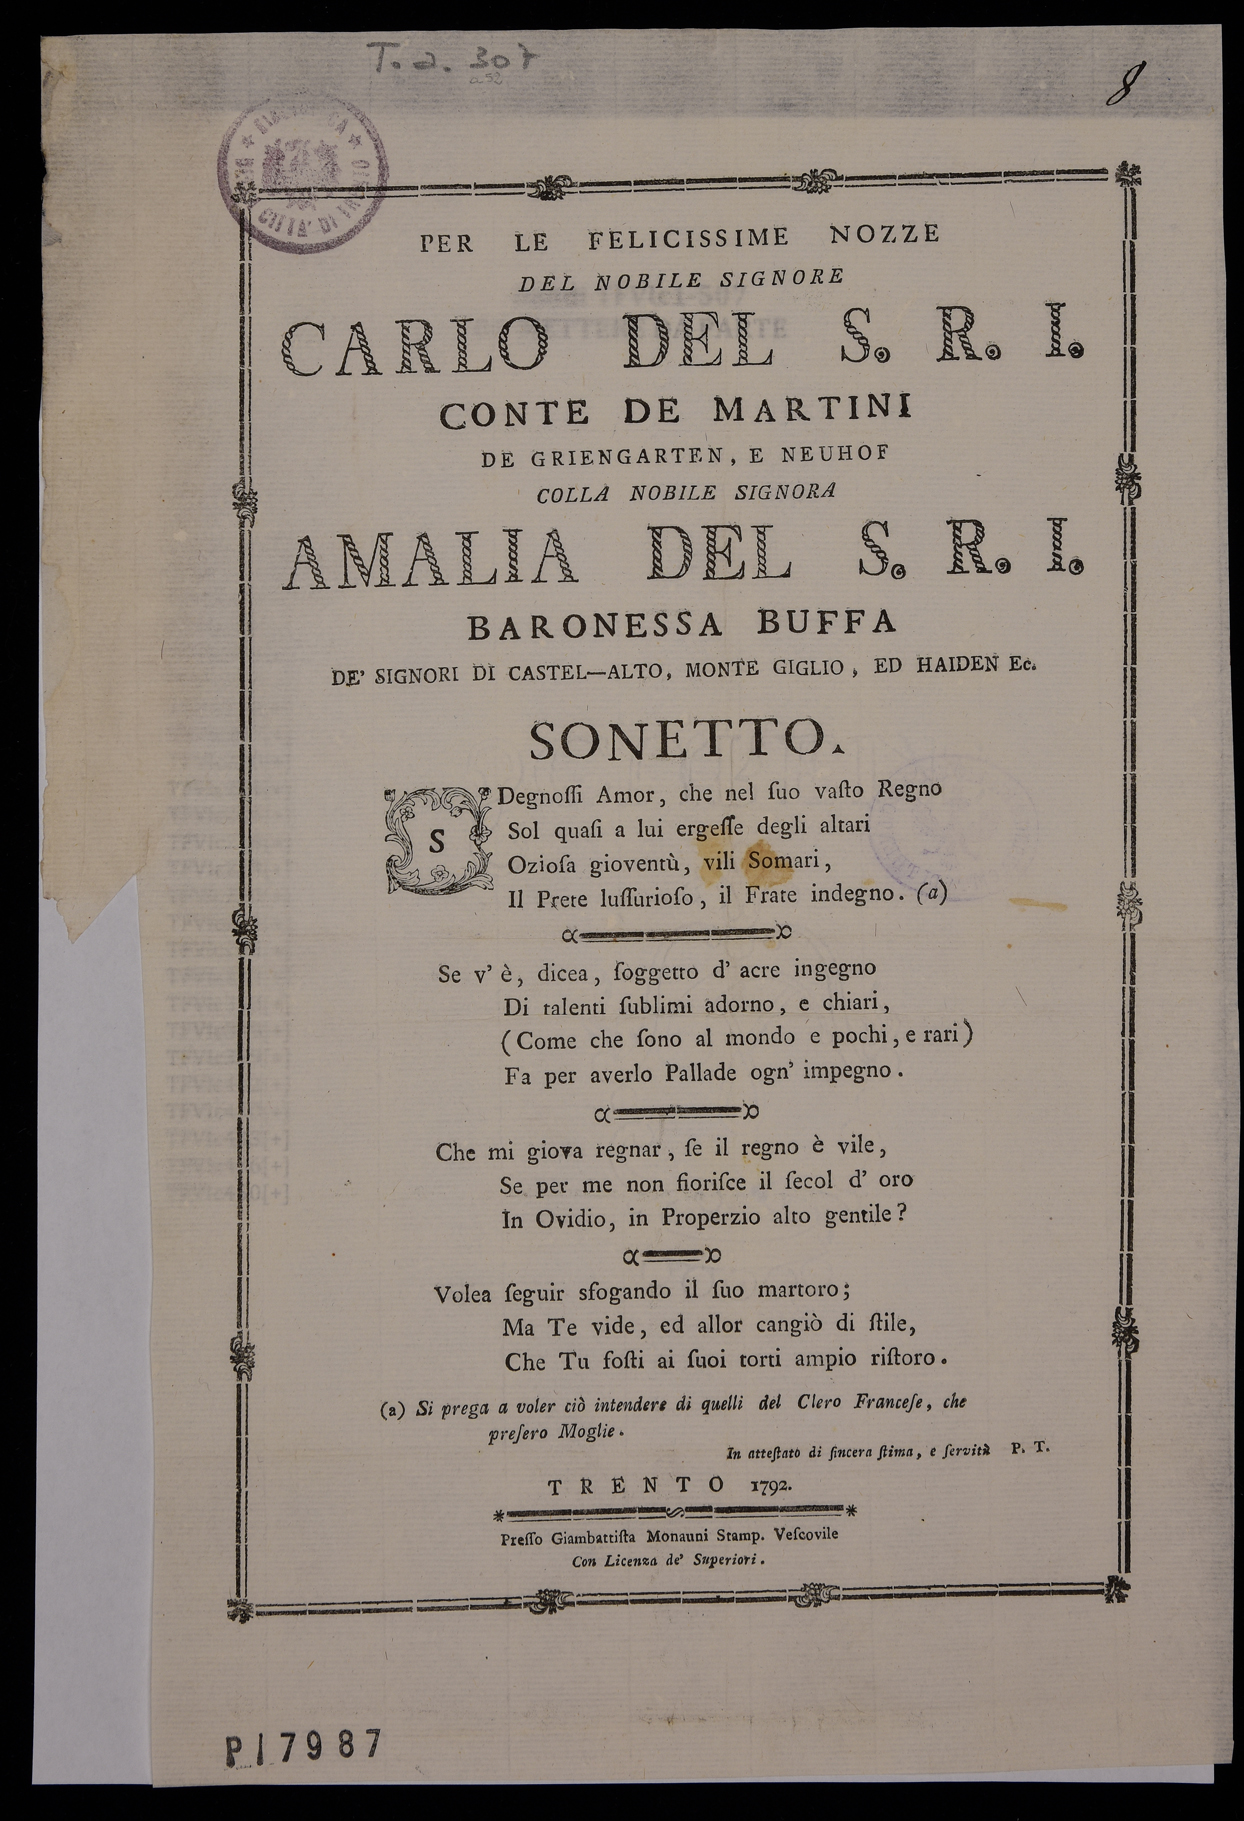 T. a. 307
a 52
8
BIBLIOTECA
CITTÀ DI TRENTO
PER LE FELICISSIME NOZZE
DEL NOBILE SIGNORE
CARLO DEL S. R. I.
CONTE DE MARTINI
DE GRIENGARTEN, E NEUHOF
COLLA NOBILE SIGNORA
AMALIA DEL S. R. I.
BARONESSA BUFFA
DE' SIGNORI DI CASTEL—ALTO, MONTE GIGLIO, ED HAIDEN Ec.
SONETTO.
SDegnoſſi Amor, che nel ſuo vaſto Regno
Sol quaſi a lui ergeſſe degli altari
Ozioſa gioventù, vili Somari,
Il Prete luſſurioſo, il Frate indegno. (a)
Se v' è, dicea, ſoggetto d' acre ingegno
Di talenti ſublimi adorno, e chiari,
(Come che ſono al mondo e pochi, e rari)
Fa per averlo Pallade ogn' impegno.
Che mi giova regnar, ſe il regno è vile,
Se per me non fioriſce il ſecol d' oro
In Ovidio, in Properzio alto gentile?
Volea ſeguir sfogando il ſuo martoro;
Ma Te vide, ed allor cangiò di ſtile,
Che Tu foſti ai ſuoi torti ampio riſtoro.
(a) Si prega a voler ciò intendere di quelli del Clero Franceſe, che
preſero Moglie.
In atteſtato di ſincera ſtima, e ſervitù P. T.
TRENTO 1792.
Preſſo Giambattiſta Monauni Stamp. Veſcovile
Con Licenza de' Superiori.
P17987